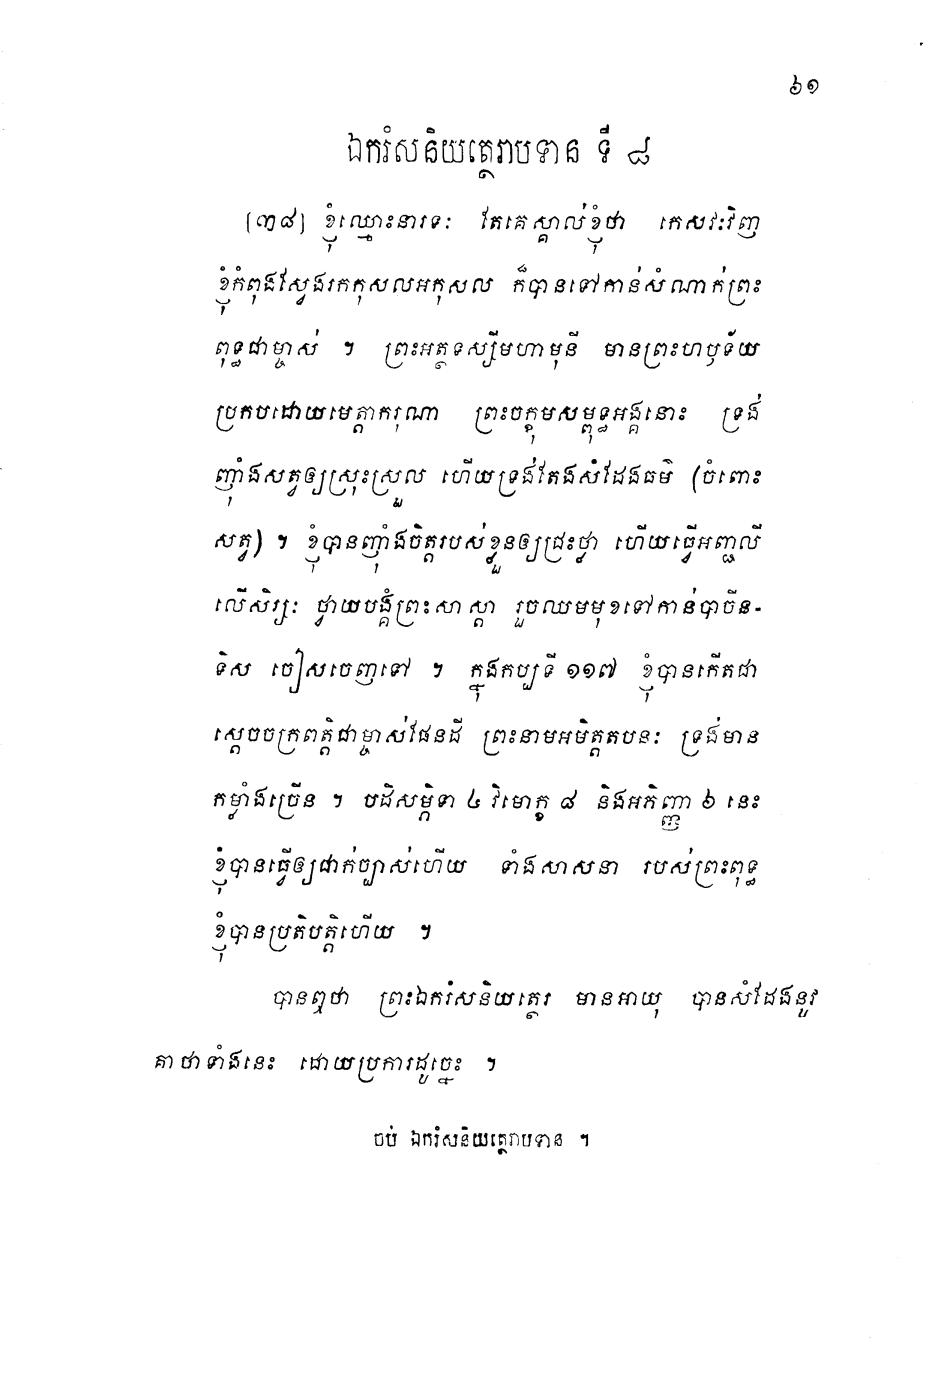 ៦១
ឯករំសនិយត្ថេរាបទាន ទី ៨
[៣៨] ខ្ញុំឈ្មោះនារទៈ តែគេស្គាល់ខ្ញុំថា កេសវៈវិញ
ខ្ញុំកំពុងស្វែងរកកុសលអកុសល ក៏បានទៅកាន់សំណាក់ព្រះ
ពុទ្ធជាម្ចាស់ ។ ព្រះអត្ថទស្សីមហាមុនី មានព្រះហឫទ័យ
ប្រកបដោយមេត្តាករុណា ព្រះចក្ខុមសម្ពុទ្ធអង្គនោះ ទ្រង់
ញ៉ាំងសត្វឲ្យស្រុះស្រួល ហើយទ្រង់តែងសំដែងធម៌ (ចំពោះ
សត្វ) ។ ខ្ញុំបានញ៉ាំងចិត្តរបស់ខ្លួនឲ្យជ្រះថ្លា ហើយធ្វើអញ្ជលី
លើសិរ្សៈ ថ្វាយបង្គំព្រះសាស្តា រួចឈមមុខទៅកាន់បាចីន-
ទិស ចៀសចេញទៅ ។ ក្នុងកប្បទី ១១៧ ខ្ញុំបានកើតជា
ស្តេចចក្រពត្តិជាម្ចាស់ផែនដី ព្រះនាមអមិត្តតបនៈ ទ្រង់មាន
កម្លាំងច្រើន ។ បដិសម្ភិទា ៤ វិមោក្ខ ៨ និងអភិញ្ញា ៦ នេះ
ខ្ញុំបានធ្វើឲ្យជាក់ច្បាស់ហើយ ទាំងសាសនា របស់ព្រះពុទ្ធ
ខ្ញុំបានប្រតិបត្តិហើយ ។
បានឮថា ព្រះឯករំសនិយត្ថេរ មានអាយុ បានសំដែងនូវ
គាថាទាំងនេះ ដោយប្រការដូច្នេះ ។
ចប់ ឯករំសនិយត្ថេរាបទាន ។